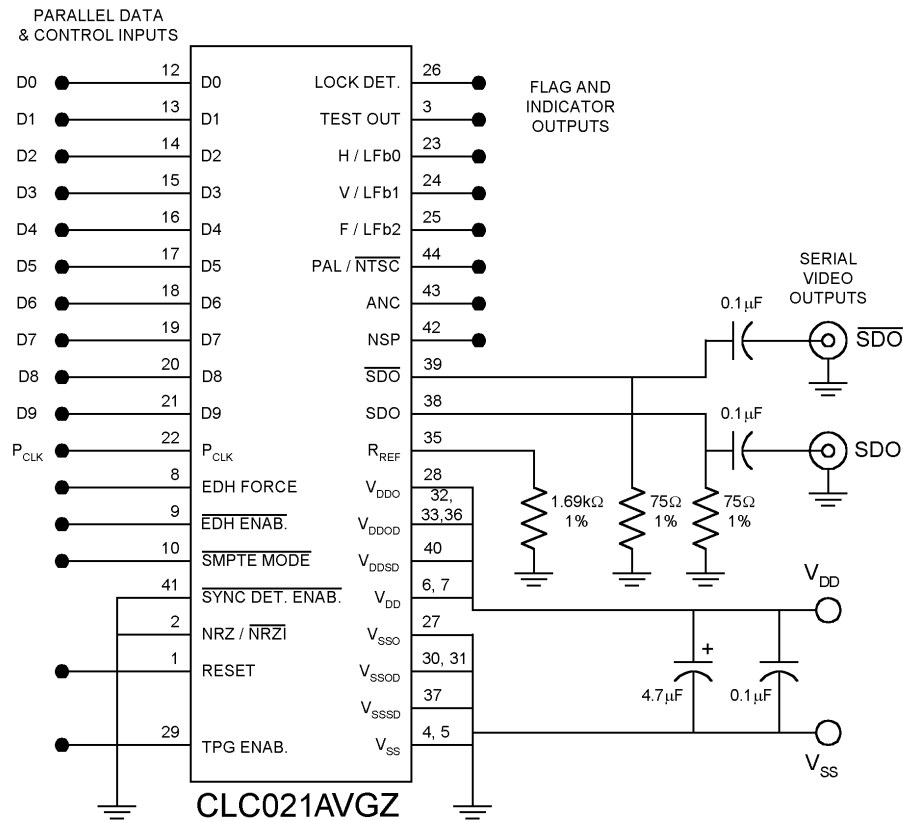 PARALLEL DATA
& CONTROL INPUTS
D0 12 D0
D1 13 D1
D2 14 D2
D3 15 D3
D4 16 D4
D5 17 D5
D6 18 D6
D7 19 D7
D8 20 D8
D9 21 D9
PCLK 22 PCLK
8 EDH FORCE
9 EDH ENAB.
10 SMPTE MODE
41 SYNC DET. ENAB.
2 NRZ / NRZI
1 RESET
29 TPG ENAB.
LOCK DET. 26
TEST OUT 3
H / LFb0 23
V / LFb1 24
F / LFb2 25
PAL / NTSC 44
ANC 43
NSP 42
SDO 39
SDO 38
RREF 35
VDDO 28
32,
VDDOD 33,36
VDDSD 40
VDD 6, 7
VSSO 27
VSSOD 30, 31
VSSSD 37
VSS 4, 5
FLAG AND
INDICATOR
OUTPUTS
SERIAL
VIDEO
OUTPUTS
0.1µF
SDO
0.1µF
SDO
1.69kΩ
1%
75Ω
1%
75Ω
1%
VDD
+
4.7µF
0.1µF
VSS
CLC021AVGZ